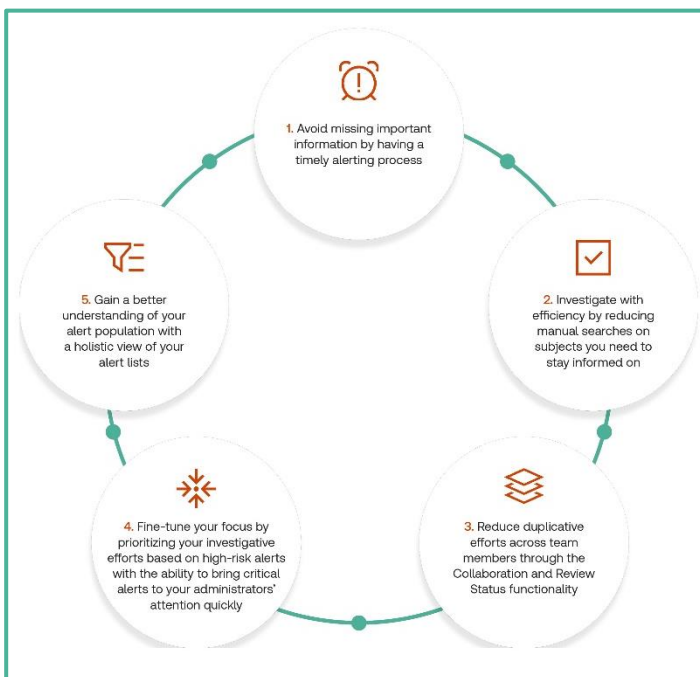 1. Avoid missing important
information by having a
timely alerting process
2. Investigate with
efficiency by reducing
manual searches on
subjects you need to
stay informed on
3. Reduce duplicative
efforts across team
members through the
Collaboration and Review
Status functionality
4. Fine-tune your focus by
prioritizing your investigative
efforts based on high-risk alerts
with the ability to bring critical
alerts to your administrators'
attention quickly
5. Gain a better
understanding of your
alert population with
a holistic view of your
alert lists